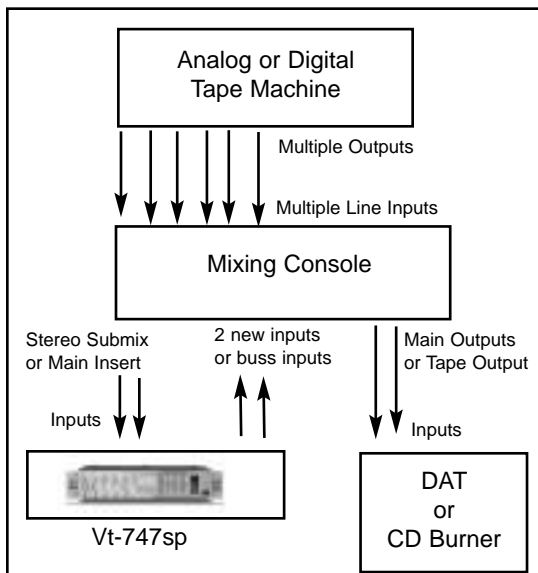 Analog or Digital
Tape Machine
Multiple Outputs
Multiple Line Inputs
Mixing Console
Stereo Submix
or Main Insert
2 new inputs
or buss inputs
Main Outputs
or Tape Output
Inputs
Inputs
Vt-747sp
DAT
or
CD Burner